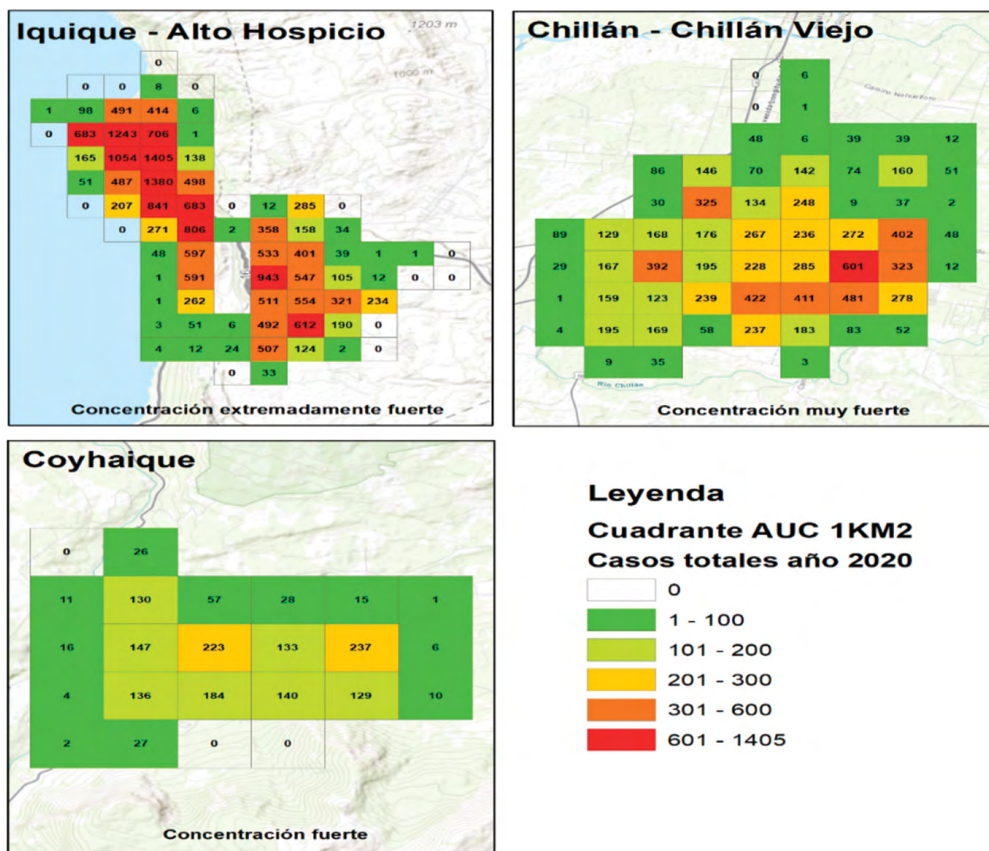 Iquique - Alto Hospicio
1203 m
1000 m
0
0 0 8 0
1 98 491 414 6
0 683 1243 706 1
165 1054 1405 138
51 487 1380 498
0 207 841 683 0 12 285 0
0 271 806 2 358 158 34
48 597 533 401 39 1 1 0
1 591 943 547 105 12 0 0
1 262 511 554 321 234
3 51 6 492 612 190 0
4 12 24 507 124 2 0
0 33
Concentración extremadamente fuerte
Chillán - Chillán Viejo
0 6
0 1
48 6 39 39 12
86 146 70 142 74 160 51
30 325 134 248 9 37 2
89 129 168 176 267 236 272 402 48
29 167 392 195 228 285 601 323 12
1 159 123 239 422 411 481 278
4 195 169 58 237 183 83 52
9 35 3
Río Chillán
Concentración muy fuerte
Coyhaique
0 26
11 130 57 28 15 1
16 147 223 133 237 6
4 136 184 140 129 10
2 27 0 0
Concentración fuerte
Leyenda
Cuadrante AUC 1KM2
Casos totales año 2020
0
1 - 100
101 - 200
201 - 300
301 - 600
601 - 1405